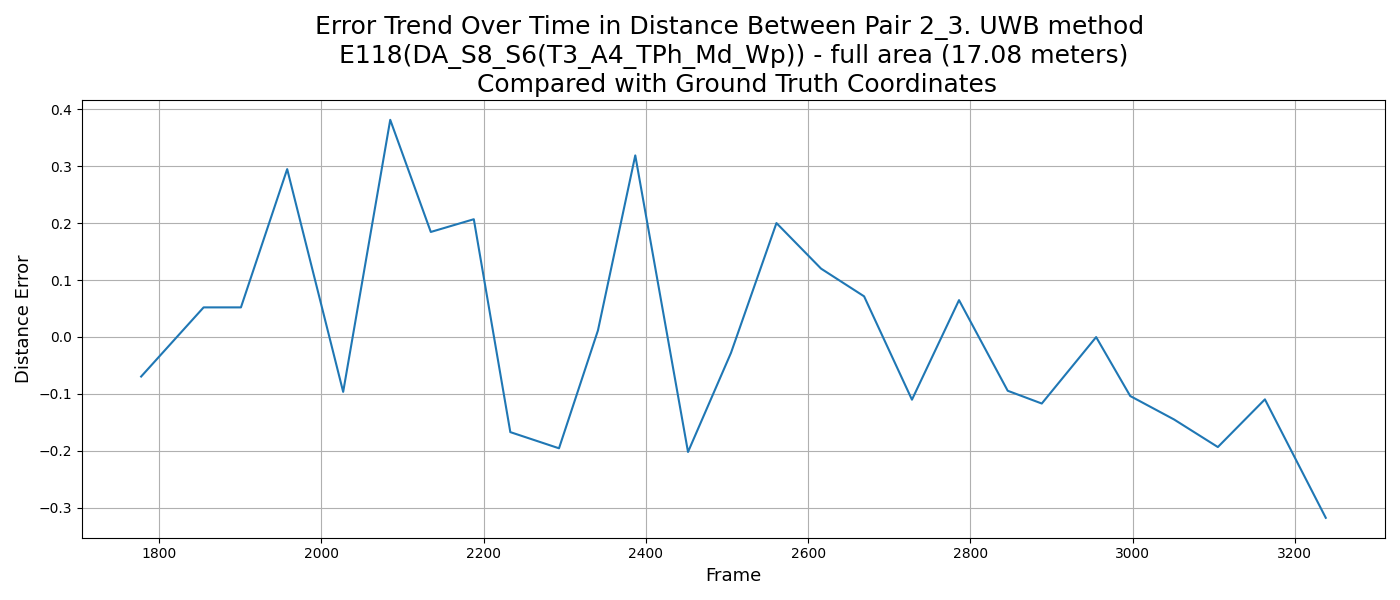 Error Trend Over Time in Distance Between Pair 2_3. UWB method
E118(DA_S8_S6(T3_A4_TPh_Md_Wp)) - full area (17.08 meters)
Compared with Ground Truth Coordinates
0.4
0.3
0.2
0.1
0.0
−0.1
−0.2
−0.3
Distance Error
1800 2000 2200 2400 2600 2800 3000 3200
Frame